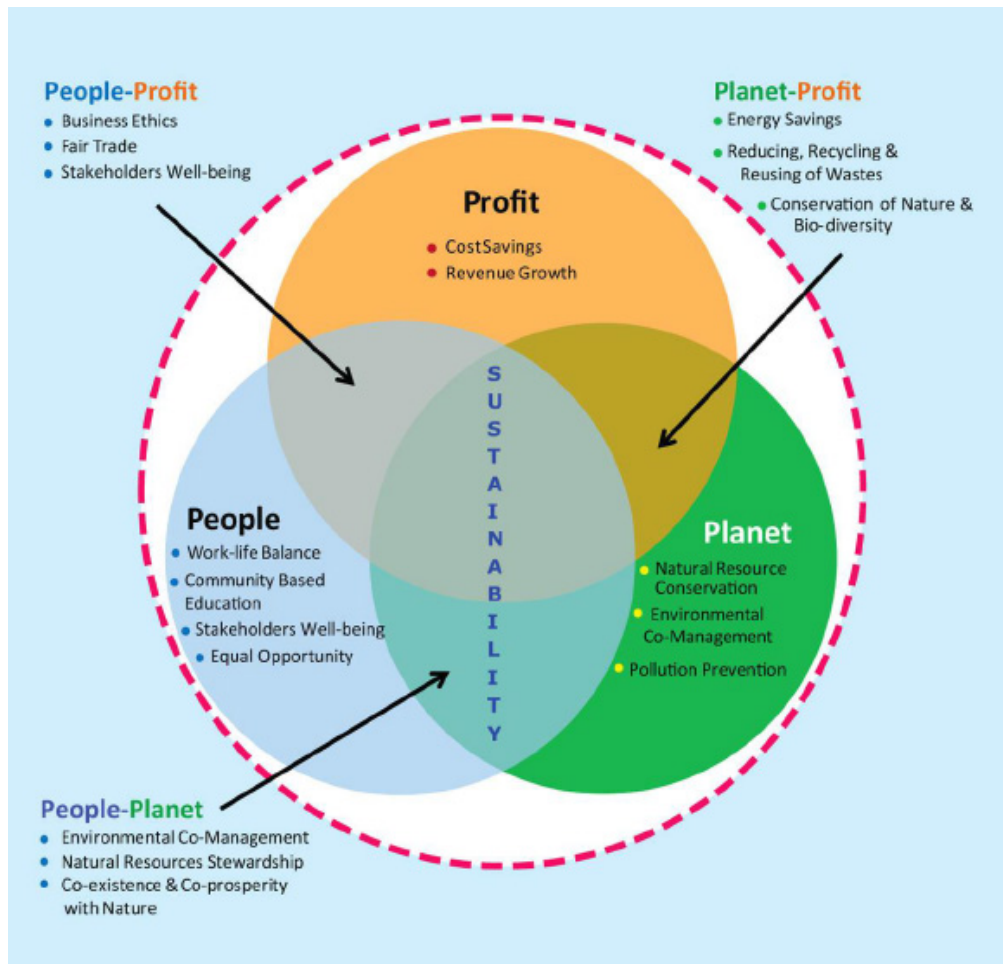 People-Profit
Business Ethics
Fair Trade
Stakeholders Well-being
Planet-Profit
Energy Savings
Reducing, Recycling &
Reusing of Wastes
Conservation of Nature &
Bio-diversity
Profit
CostSavings
Revenue Growth
SUSTAINABILITY
People
Work-life Balance
Community Based
Education
Stakeholders Well-being
Equal Opportunity
Planet
Natural Resource
Conservation
Environmental
Co-Management
Pollution Prevention
People-Planet
Environmental Co-Management
Natural Resources Stewardship
Co-existence & Co-prosperity
with Nature